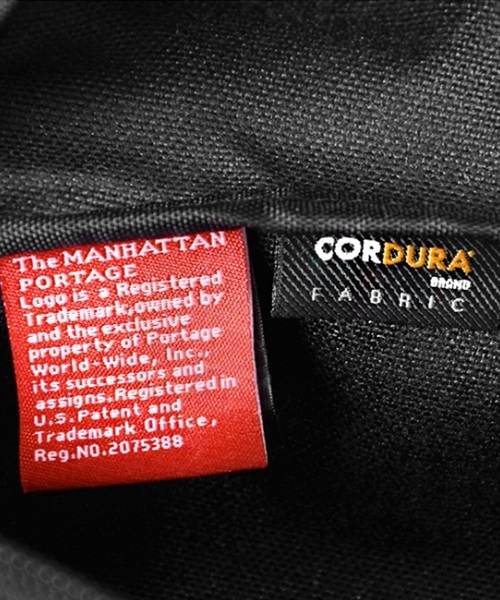 The MANHATTAN
PORTAGE
Logo is a Registered
Trademark,owned by
and the exclusive
property of Portage
World-Wide, Inc.,
its successors and
assigns.Registered in
U.S.Patent and
Trademark Office,
Reg.NO.2075388
CORDURA®
BRAND
FABRIC